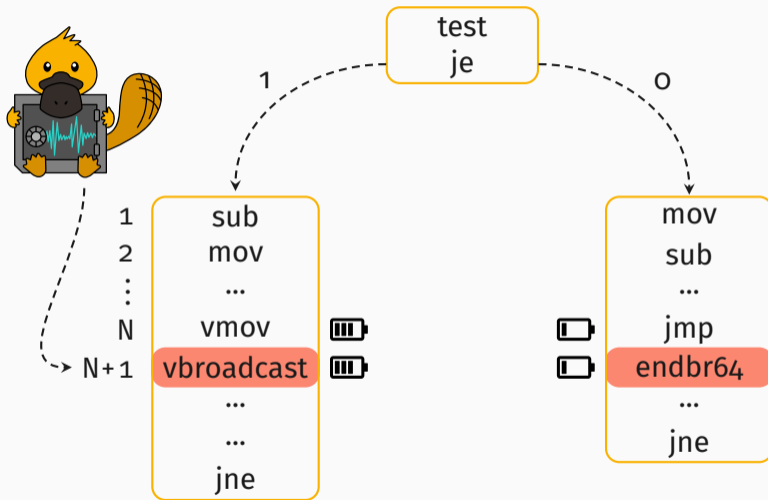 test
je
1
0
1
sub
2
mov
⋮
...
N
vmov
N+1
vbroadcast
...
...
jne
mov
sub
...
jmp
endbr64
...
jne